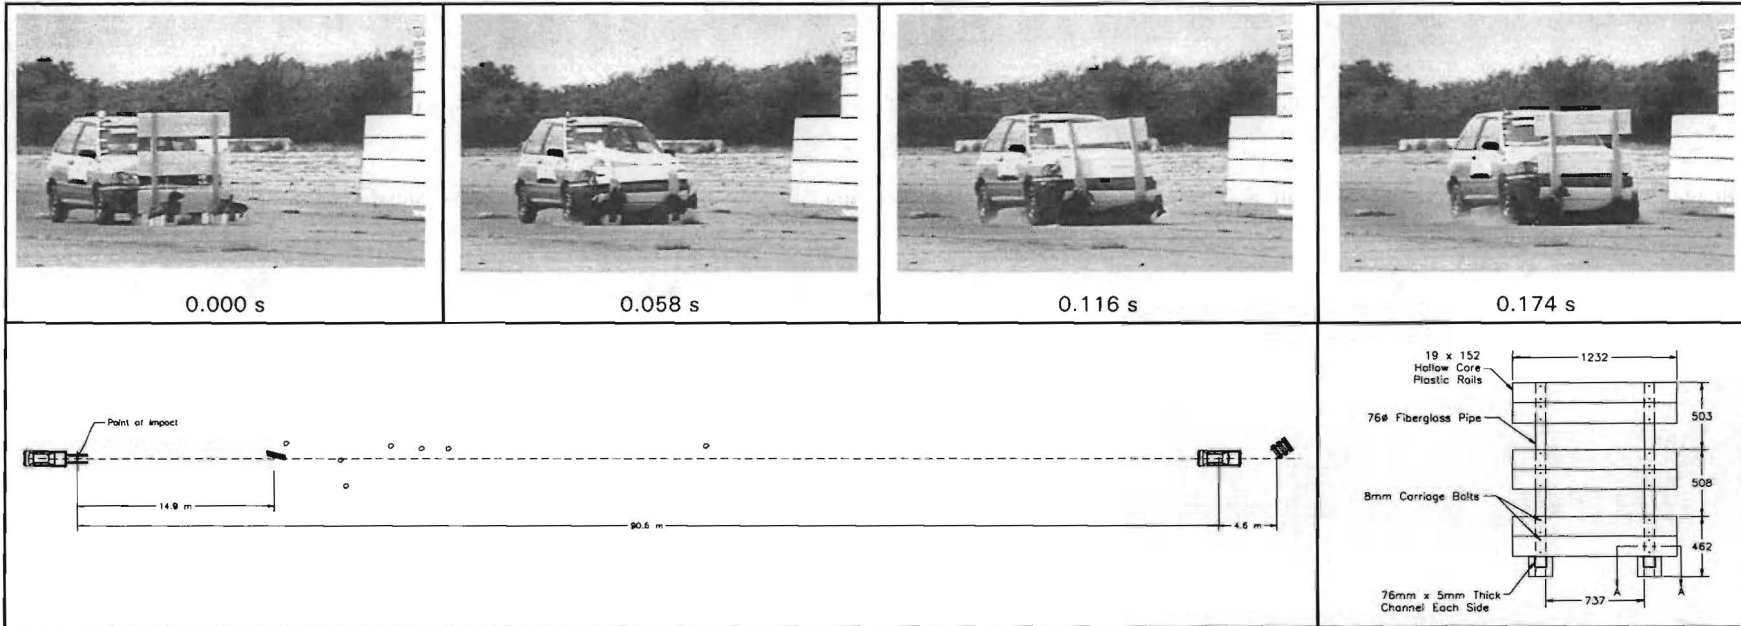 0.000 s
0.058 s
0.116 s
0.174 s
Point of impact
14.9 m
90.6 m
4.6 m
19 x 152
Hollow Core
Plastic Rails
1232
76ø Fiberglass Pipe
503
508
8mm Carriage Bolts
462
76mm x 5mm Thick
Channel Each Side
737
A
A